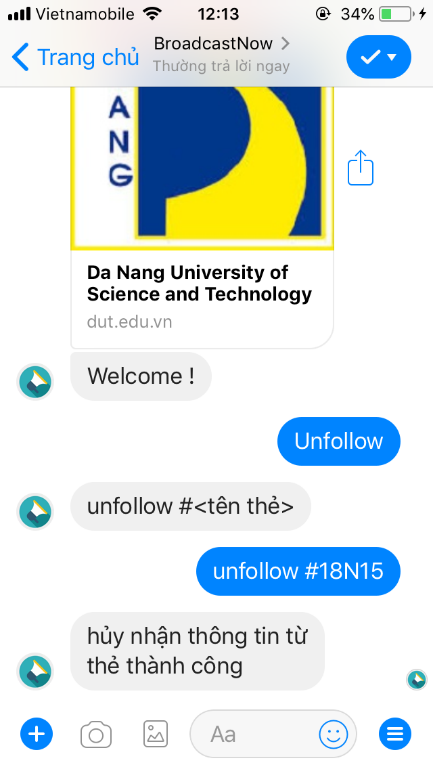 Vietnamobile 12:13 34%
Trang chủ
BroadcastNow
Thường trả lời ngay
A
N
G
Da Nang University of
Science and Technology
dut.edu.vn
Welcome !
Unfollow
unfollow #<tên thẻ>
unfollow #18N15
hủy nhận thông tin từ
thẻ thành công
Aa